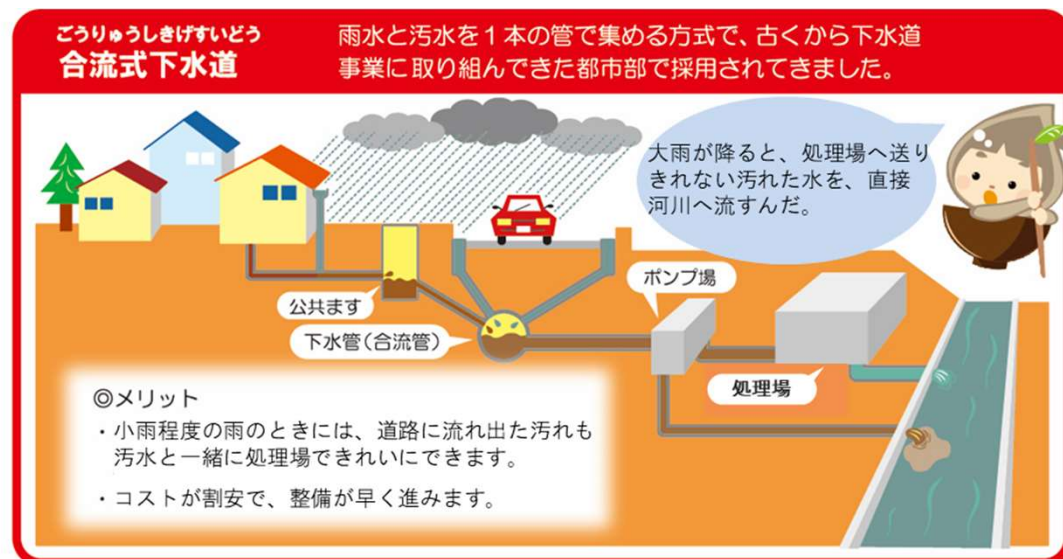 ごうりゅうしきげすいどう
合流式下水道
雨水と汚水を１本の管で集める方式で、古くから下水道
事業に取り組んできた都市部で採用されてきました。
大雨が降ると、処理場へ送り
きれない汚れた水を、直接
河川へ流すんだ。
ポンプ場
公共ます
下水管(合流管)
処理場
◎メリット
・小雨程度の雨のときには、道路に流れ出た汚れも
汚水と一緒に処理場できれいにできます。
・コストが割安で、整備が早く進みます。